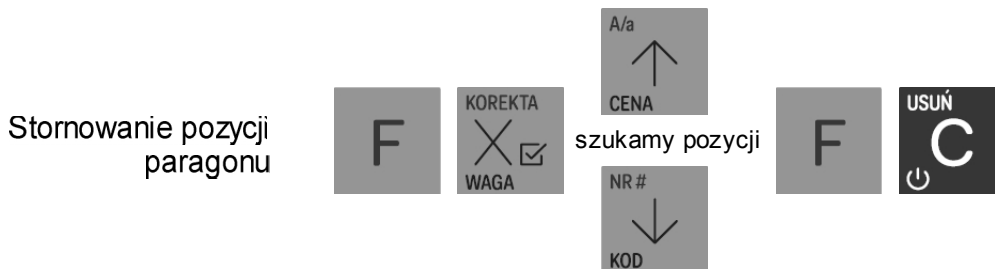 Stornowanie pozycji
paragonu
F
KOREKTA
X
WAGA
A/a
CENA
szukamy pozycji
NR #
KOD
F
USUŃ
C